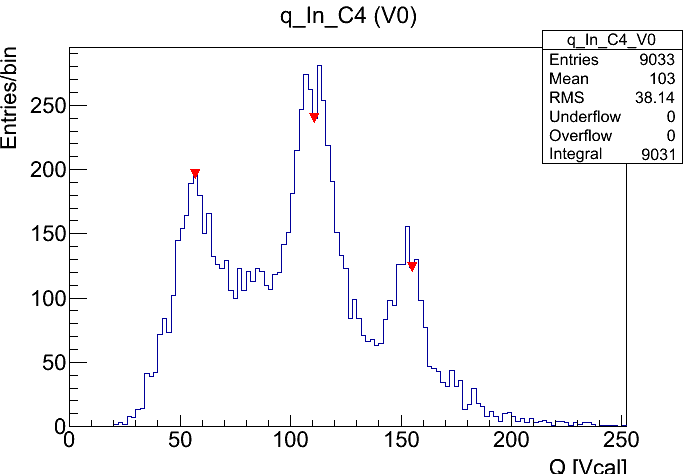 q_In_C4 (V0)
q_In_C4_V0
Entries 9033
Mean 103
RMS 38.14
Underflow 0
Overflow 0
Integral 9031
Entries/bin
250
200
150
100
50
0
0 50 100 150 200 250
Q [Vcal]